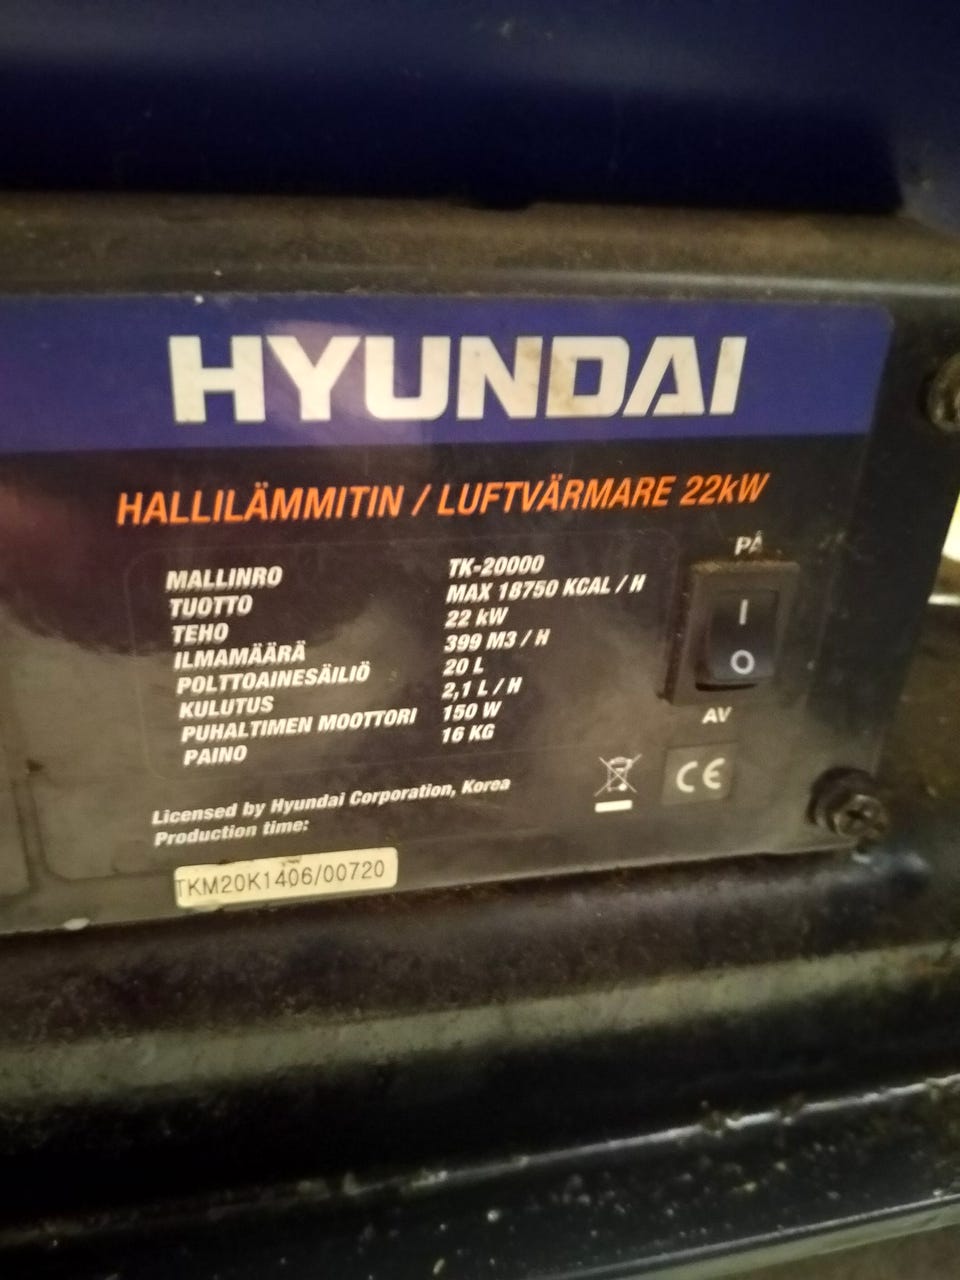 HYUNDAI
HALLILÄMMITIN / LUFTVÄRMARE 22kW
MALLINRO TK-20000
TUOTTO MAX 18750 KCAL / H
TEHO 22 kW
ILMAMÄÄRÄ 399 M3 / H
POLTTOAINESÄILIÖ 20 L
KULUTUS 2,1 L / H
PUHALTIMEN MOOTTORI 150 W
PAINO 16 KG
PÅ
I
O
AV
CE
Licensed by Hyundai Corporation, Korea
Production time:
TKM20K1406/00720